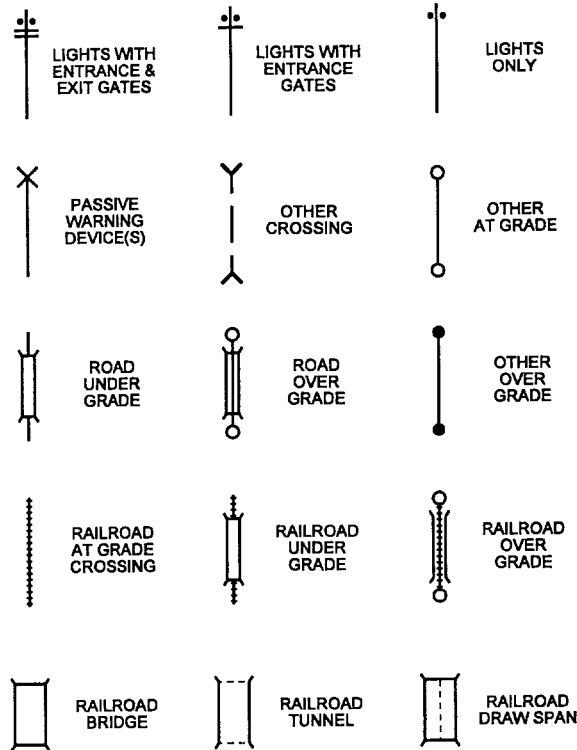 LIGHTS WITH
ENTRANCE &
EXIT GATES
LIGHTS WITH
ENTRANCE
GATES
LIGHTS
ONLY
PASSIVE
WARNING
DEVICE(S)
OTHER
CROSSING
OTHER
AT GRADE
ROAD
UNDER
GRADE
ROAD
OVER
GRADE
OTHER
OVER
GRADE
RAILROAD
AT GRADE
CROSSING
RAILROAD
UNDER
GRADE
RAILROAD
OVER
GRADE
RAILROAD
BRIDGE
RAILROAD
TUNNEL
RAILROAD
DRAW SPAN